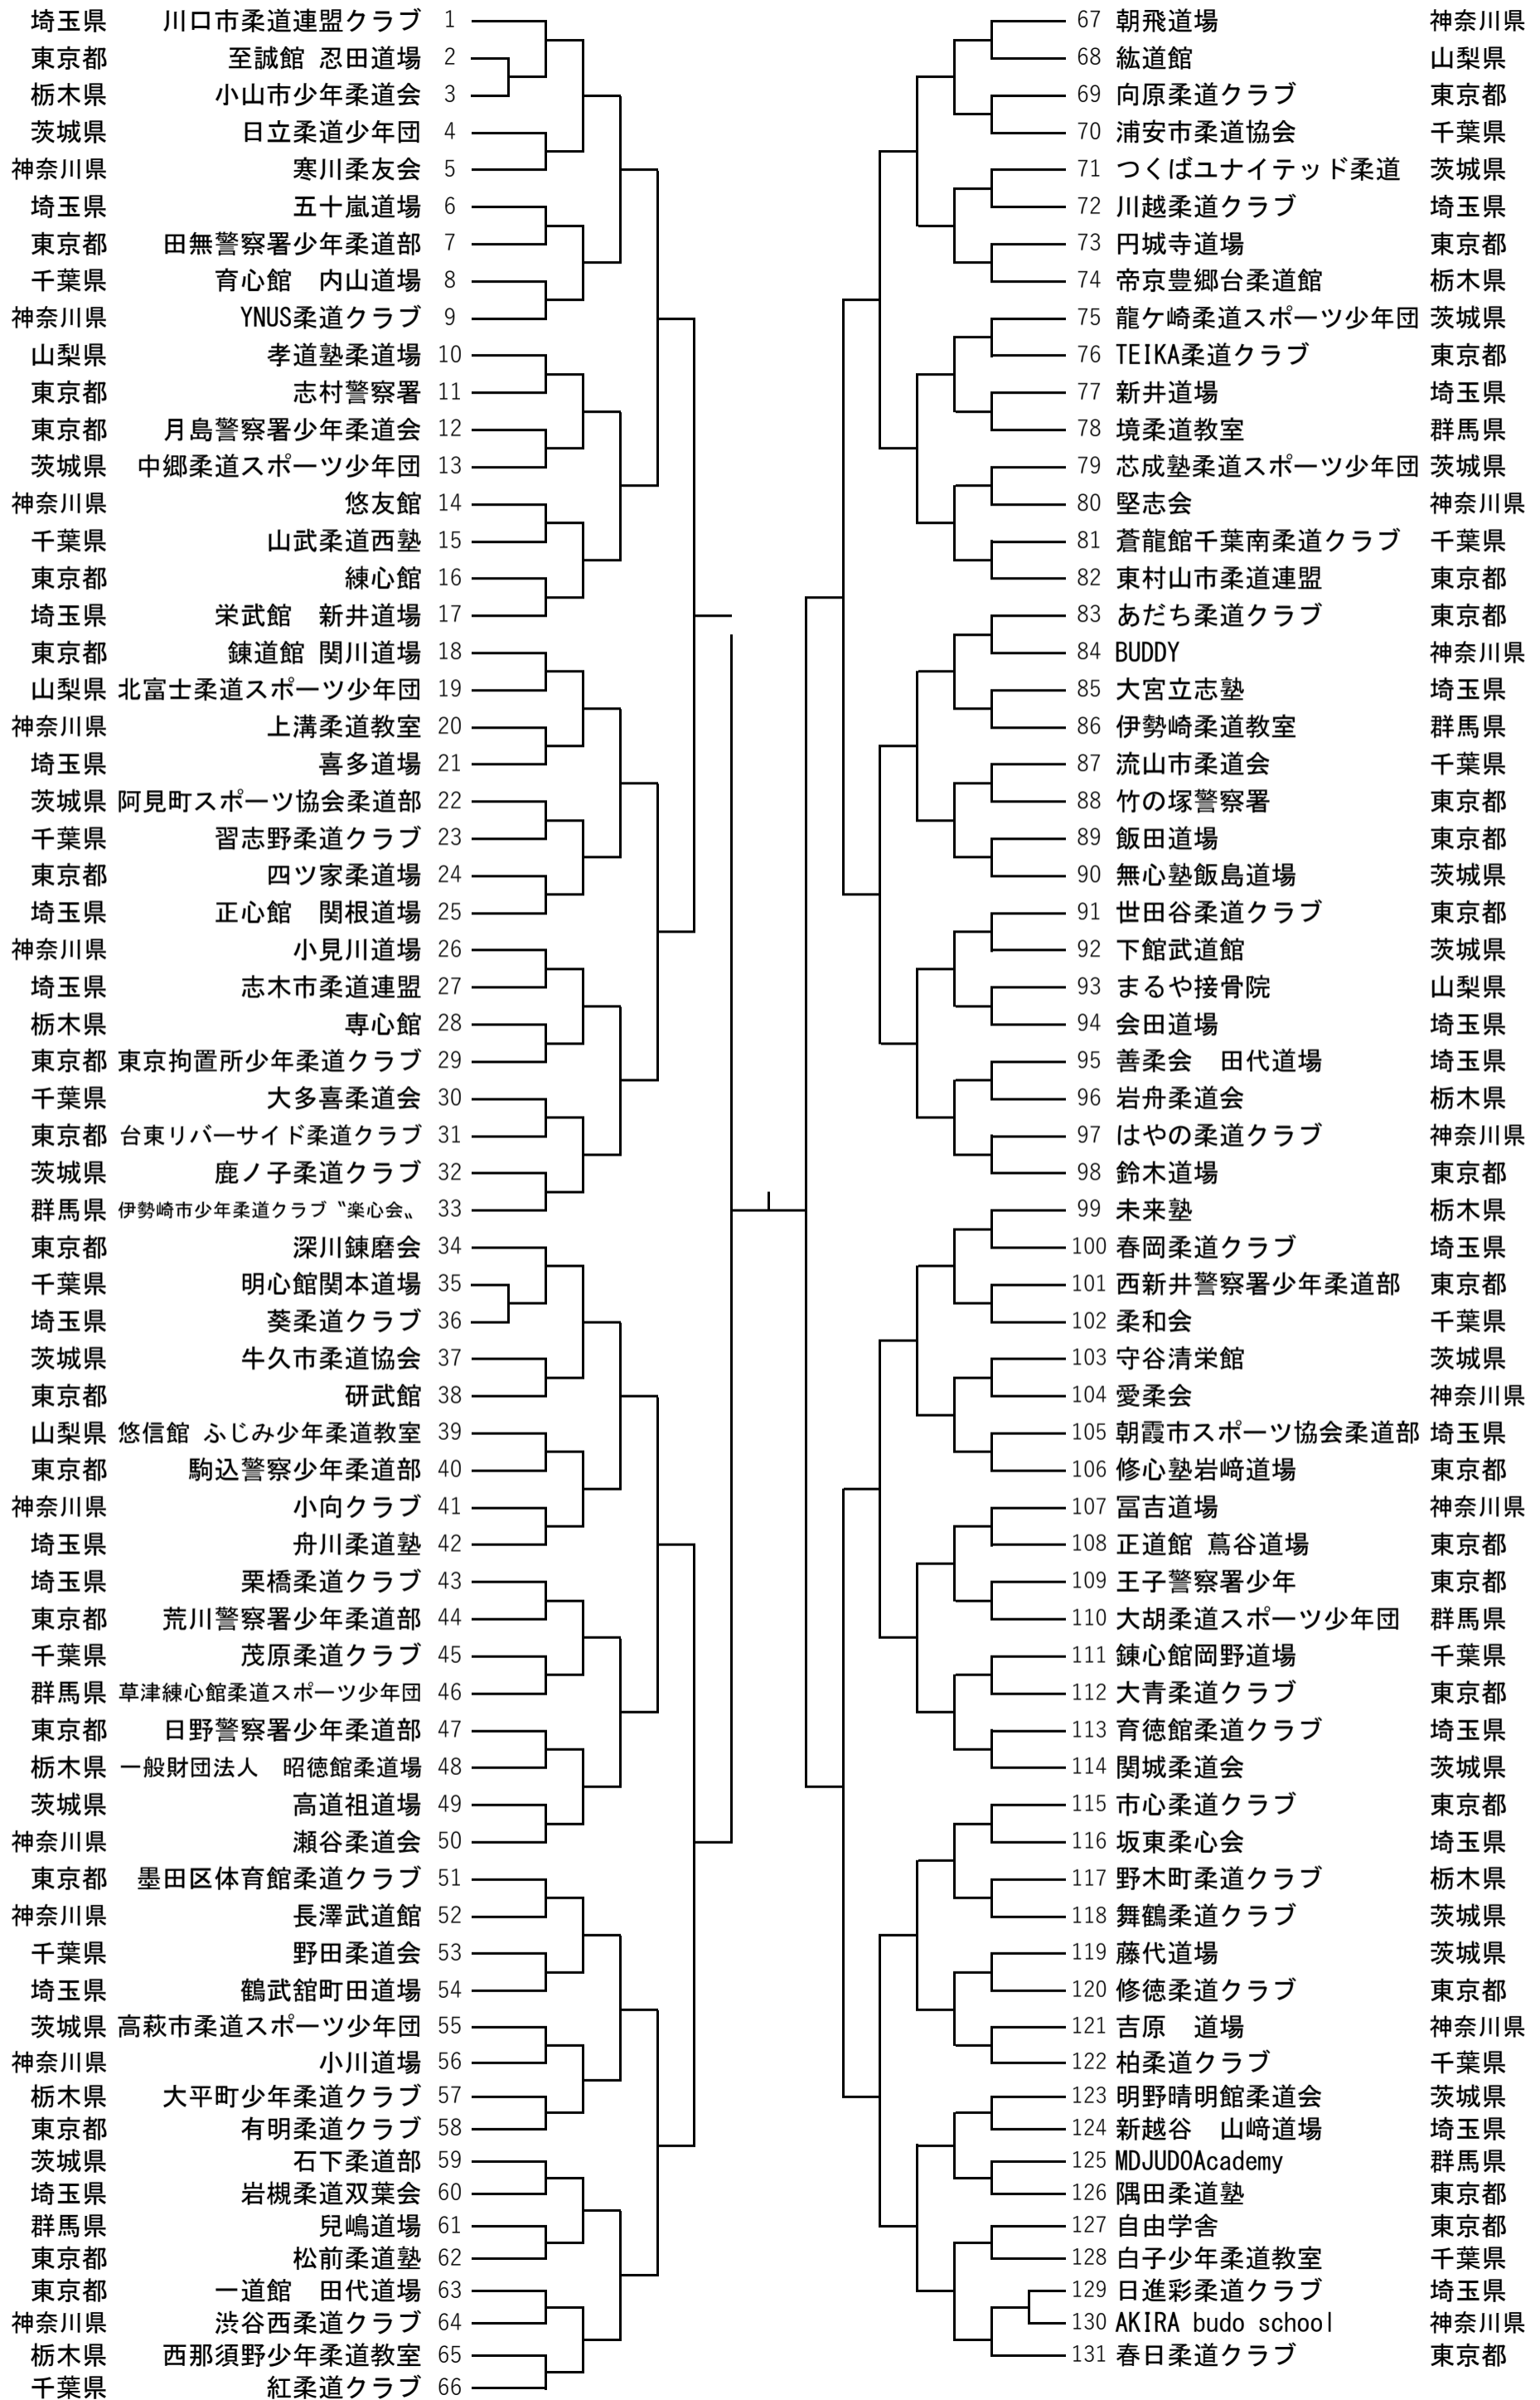 埼玉県 川口市柔道連盟クラブ 1
東京都 至誠館 忍田道場 2
栃木県 小山市少年柔道会 3
茨城県 日立柔道少年団 4
神奈川県 寒川柔友会 5
埼玉県 五十嵐道場 6
東京都 田無警察署少年柔道部 7
千葉県 育心館　内山道場 8
神奈川県 YNUS柔道クラブ 9
山梨県 孝道塾柔道場 10
東京都 志村警察署 11
東京都 月島警察署少年柔道会 12
茨城県 中郷柔道スポーツ少年団 13
神奈川県 悠友館 14
千葉県 山武柔道西塾 15
東京都 練心館 16
埼玉県 栄武館　新井道場 17
東京都 錬道館 関川道場 18
山梨県 北富士柔道スポーツ少年団 19
神奈川県 上溝柔道教室 20
埼玉県 喜多道場 21
茨城県 阿見町スポーツ協会柔道部 22
千葉県 習志野柔道クラブ 23
東京都 四ツ家柔道場 24
埼玉県 正心館　関根道場 25
神奈川県 小見川道場 26
埼玉県 志木市柔道連盟 27
栃木県 専心館 28
東京都 東京拘置所少年柔道クラブ 29
千葉県 大多喜柔道会 30
東京都 台東リバーサイド柔道クラブ 31
茨城県 鹿ノ子柔道クラブ 32
群馬県 伊勢崎市少年柔道クラブ〝楽心会〟 33
東京都 深川錬磨会 34
千葉県 明心館関本道場 35
埼玉県 葵柔道クラブ 36
茨城県 牛久市柔道協会 37
東京都 研武館 38
山梨県 悠信館 ふじみ少年柔道教室 39
東京都 駒込警察少年柔道部 40
神奈川県 小向クラブ 41
埼玉県 舟川柔道塾 42
埼玉県 栗橋柔道クラブ 43
東京都 荒川警察署少年柔道部 44
千葉県 茂原柔道クラブ 45
群馬県 草津練心館柔道スポーツ少年団 46
東京都 日野警察署少年柔道部 47
栃木県 一般財団法人　昭徳館柔道場 48
茨城県 高道祖道場 49
神奈川県 瀬谷柔道会 50
東京都 墨田区体育館柔道クラブ 51
神奈川県 長澤武道館 52
千葉県 野田柔道会 53
埼玉県 鶴武舘町田道場 54
茨城県 高萩市柔道スポーツ少年団 55
神奈川県 小川道場 56
栃木県 大平町少年柔道クラブ 57
東京都 有明柔道クラブ 58
茨城県 石下柔道部 59
埼玉県 岩槻柔道双葉会 60
群馬県 兒嶋道場 61
東京都 松前柔道塾 62
東京都 一道館　田代道場 63
神奈川県 渋谷西柔道クラブ 64
栃木県 西那須野少年柔道教室 65
千葉県 紅柔道クラブ 66
67 朝飛道場 神奈川県
68 紘道館 山梨県
69 向原柔道クラブ 東京都
70 浦安市柔道協会 千葉県
71 つくばユナイテッド柔道 茨城県
72 川越柔道クラブ 埼玉県
73 円城寺道場 東京都
74 帝京豊郷台柔道館 栃木県
75 龍ケ崎柔道スポーツ少年団 茨城県
76 TEIKA柔道クラブ 東京都
77 新井道場 埼玉県
78 境柔道教室 群馬県
79 芯成塾柔道スポーツ少年団 茨城県
80 堅志会 神奈川県
81 蒼龍館千葉南柔道クラブ 千葉県
82 東村山市柔道連盟 東京都
83 あだち柔道クラブ 東京都
84 BUDDY 神奈川県
85 大宮立志塾 埼玉県
86 伊勢崎柔道教室 群馬県
87 流山市柔道会 千葉県
88 竹の塚警察署 東京都
89 飯田道場 東京都
90 無心塾飯島道場 茨城県
91 世田谷柔道クラブ 東京都
92 下館武道館 茨城県
93 まるや接骨院 山梨県
94 会田道場 埼玉県
95 善柔会　田代道場 埼玉県
96 岩舟柔道会 栃木県
97 はやの柔道クラブ 神奈川県
98 鈴木道場 東京都
99 未来塾 栃木県
100 春岡柔道クラブ 埼玉県
101 西新井警察署少年柔道部 東京都
102 柔和会 千葉県
103 守谷清栄館 茨城県
104 愛柔会 神奈川県
105 朝霞市スポーツ協会柔道部 埼玉県
106 修心塾岩﨑道場 東京都
107 冨吉道場 神奈川県
108 正道館 蔦谷道場 東京都
109 王子警察署少年 東京都
110 大胡柔道スポーツ少年団 群馬県
111 錬心館岡野道場 千葉県
112 大青柔道クラブ 東京都
113 育徳館柔道クラブ 埼玉県
114 関城柔道会 茨城県
115 市心柔道クラブ 東京都
116 坂東柔心会 埼玉県
117 野木町柔道クラブ 栃木県
118 舞鶴柔道クラブ 茨城県
119 藤代道場 茨城県
120 修徳柔道クラブ 東京都
121 吉原　道場 神奈川県
122 柏柔道クラブ 千葉県
123 明野晴明館柔道会 茨城県
124 新越谷　山﨑道場 埼玉県
125 MDJUDOAcademy 群馬県
126 隅田柔道塾 東京都
127 自由学舎 東京都
128 白子少年柔道教室 千葉県
129 日進彩柔道クラブ 埼玉県
130 AKIRA budo school 神奈川県
131 春日柔道クラブ 東京都